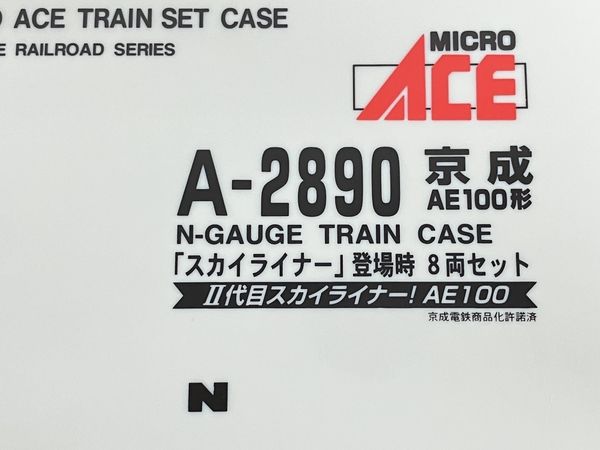 ACE TRAIN SET CASE
RAILROAD SERIES
MICRO
ACE
A-2890 京成
AE100形
N-GAUGE TRAIN CASE
「スカイライナー」登場時 8両セット
II代目スカイライナー! AE100
京成電鉄商品化許諾済
N